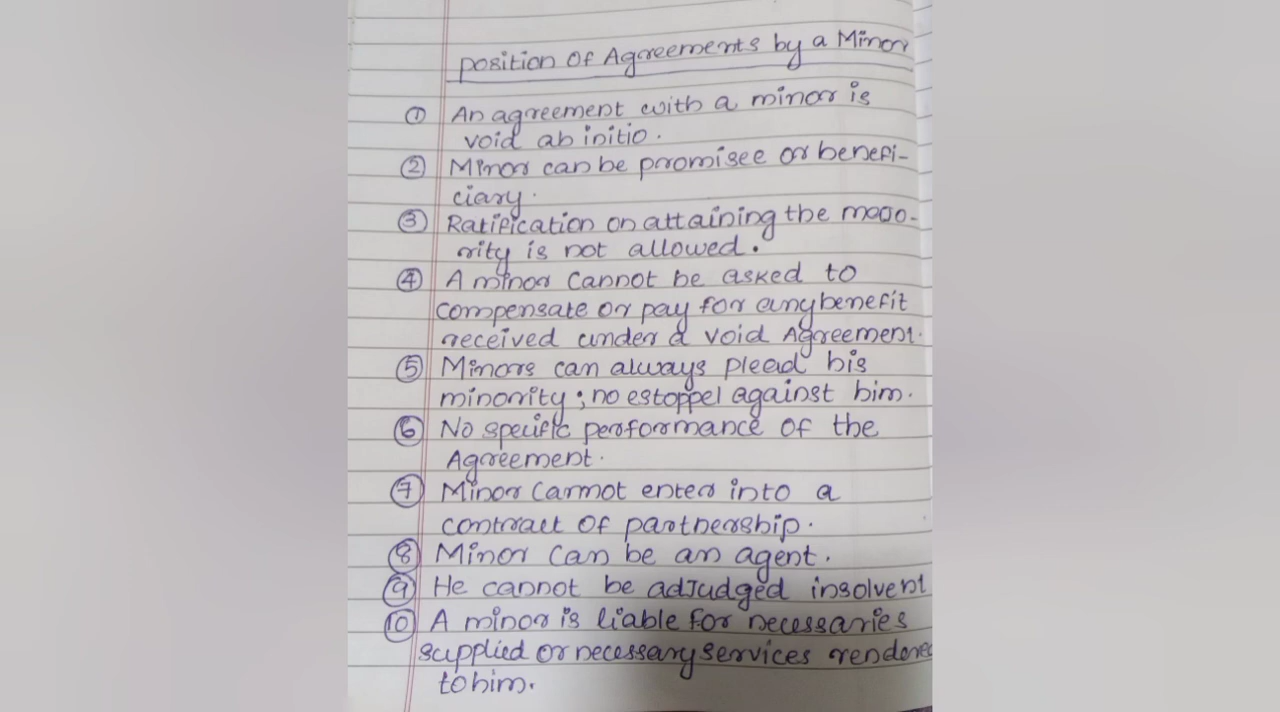 position of Agreements by a Minor
① An agreement with a minor is
void ab initio.
② Minor can be promisee or benefi-
ciary.
③ Ratification on attaining the majo-
rity is not allowed.
④ A minor cannot be asked to
compensate or pay for any benefit
received under a void Agreement.
⑤ Minors can always plead his
minority; no estoppel against him.
⑥ No specific performance of the
Agreement.
⑦ Minor cannot enter into a
contract of partnership.
⑧ Minor can be an agent.
⑨ He cannot be adjudged insolvent
⑩ A minor is liable for necessaries
supplied or necessary services rendered
to him.